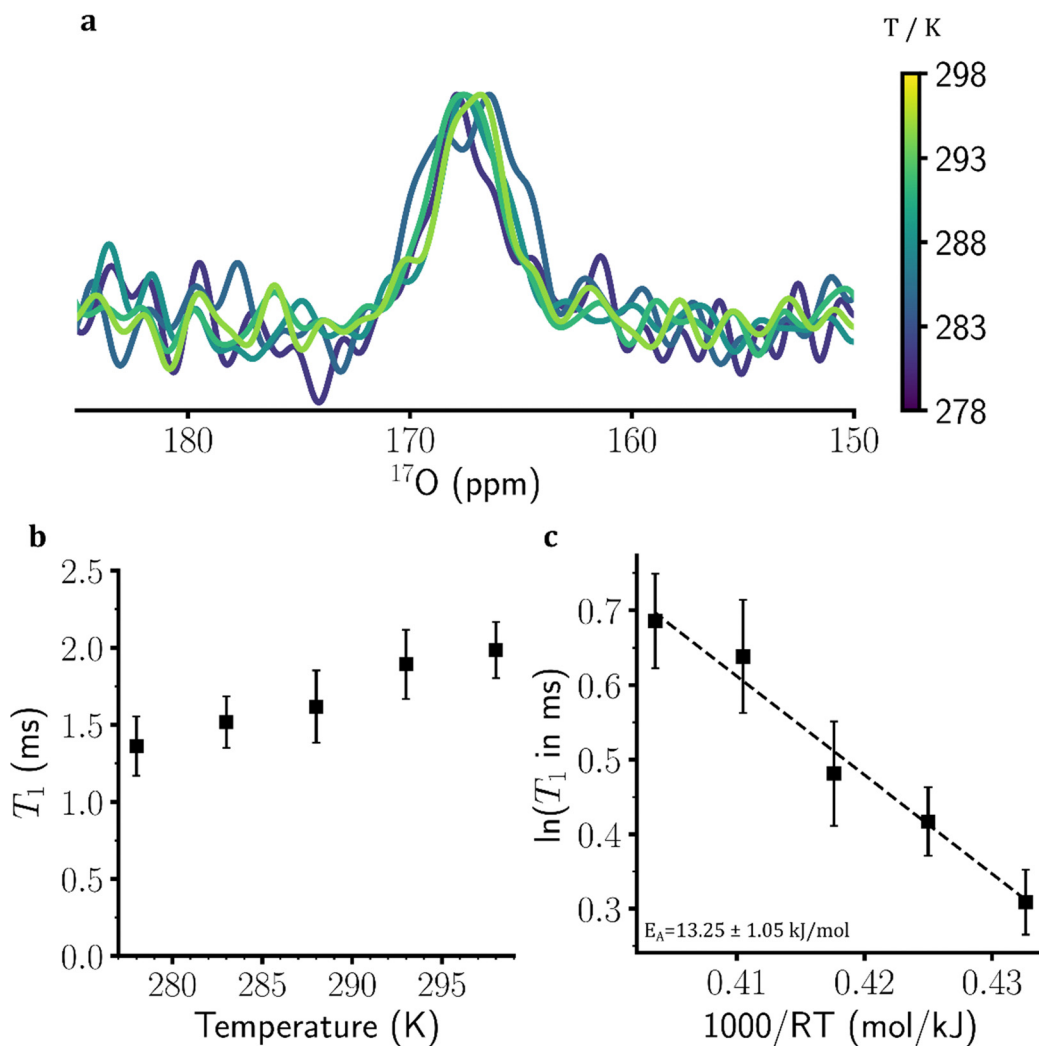 a
T / K
298
293
288
283
278
180 170 160 150
17O (ppm)
b
2.5
2.0
1.5
1.0
0.5
0.0
T1 (ms)
280 285 290 295
Temperature (K)
c
0.7
0.6
0.5
0.4
0.3
ln(T1 in ms)
EA=13.25 ± 1.05 kJ/mol
0.41 0.42 0.43
1000/RT (mol/kJ)